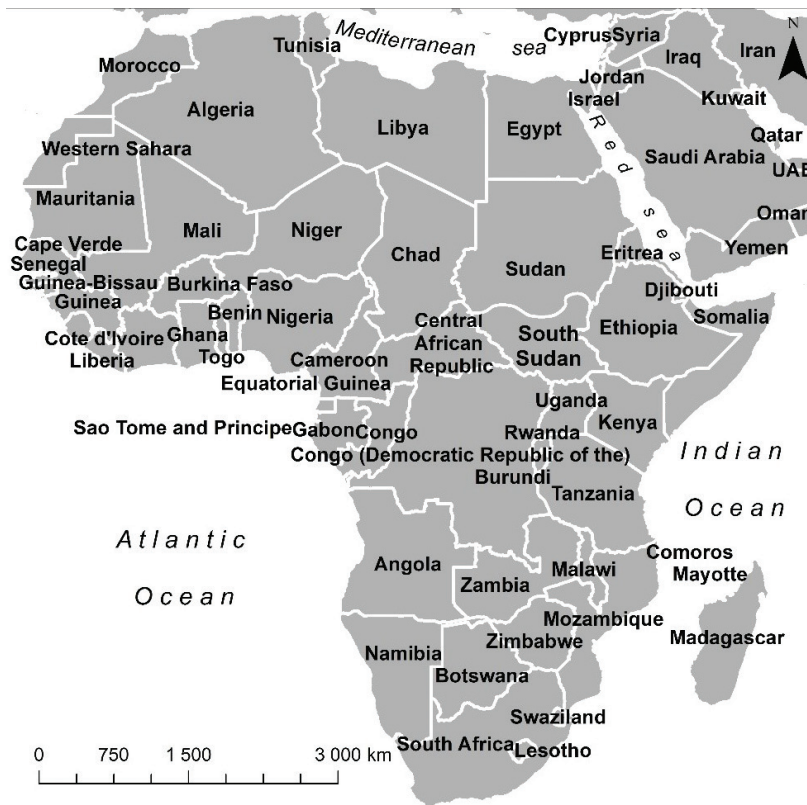 Mediterranean sea
N
Tunisia
Cyprus
Syria
Morocco
Iraq
Iran
Jordan
Israel
Kuwait
Algeria
Libya
Egypt
Red sea
Qatar
Western Sahara
Saudi Arabia
UAE
Mauritania
Oman
Mali
Niger
Cape Verde
Chad
Eritrea
Yemen
Senegal
Sudan
Guinea-Bissau
Burkina Faso
Djibouti
Guinea
Benin
Nigeria
Somalia
Cote d'Ivoire
Ghana
Central
African
Republic
South
Sudan
Ethiopia
Liberia
Togo
Cameroon
Equatorial Guinea
Uganda
Kenya
Sao Tome and Principe
Gabon
Congo
Rwanda
Congo (Democratic Republic of the)
Indian
Ocean
Burundi
Tanzania
Atlantic
Ocean
Angola
Malawi
Comoros
Mayotte
Zambia
Mozambique
Zimbabwe
Madagascar
Namibia
Botswana
Swaziland
South Africa
Lesotho
0 750 1 500 3 000 km